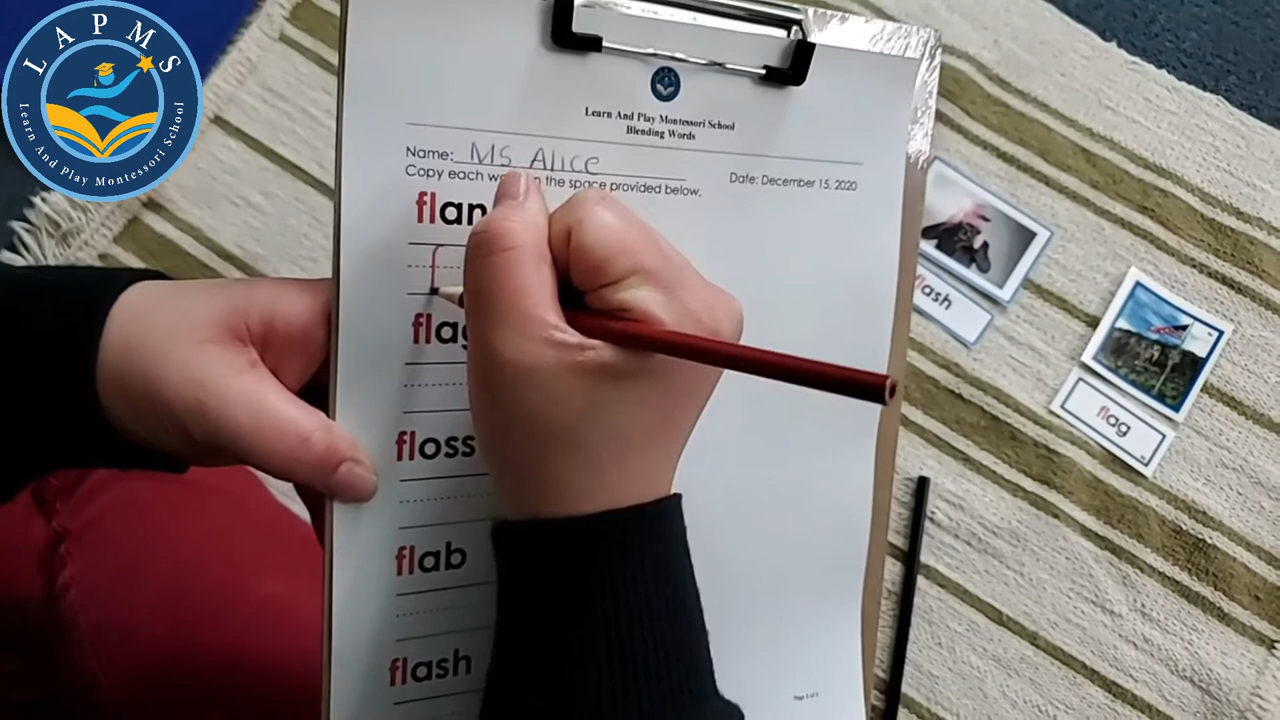 LAPMS
Learn And Play Montessori School
Learn And Play Montessori School
Blending Words
Name: MS Alice
Date: December 15, 2020
Copy each in the space provided below.
flag
floss
flab
flash
flash
flag